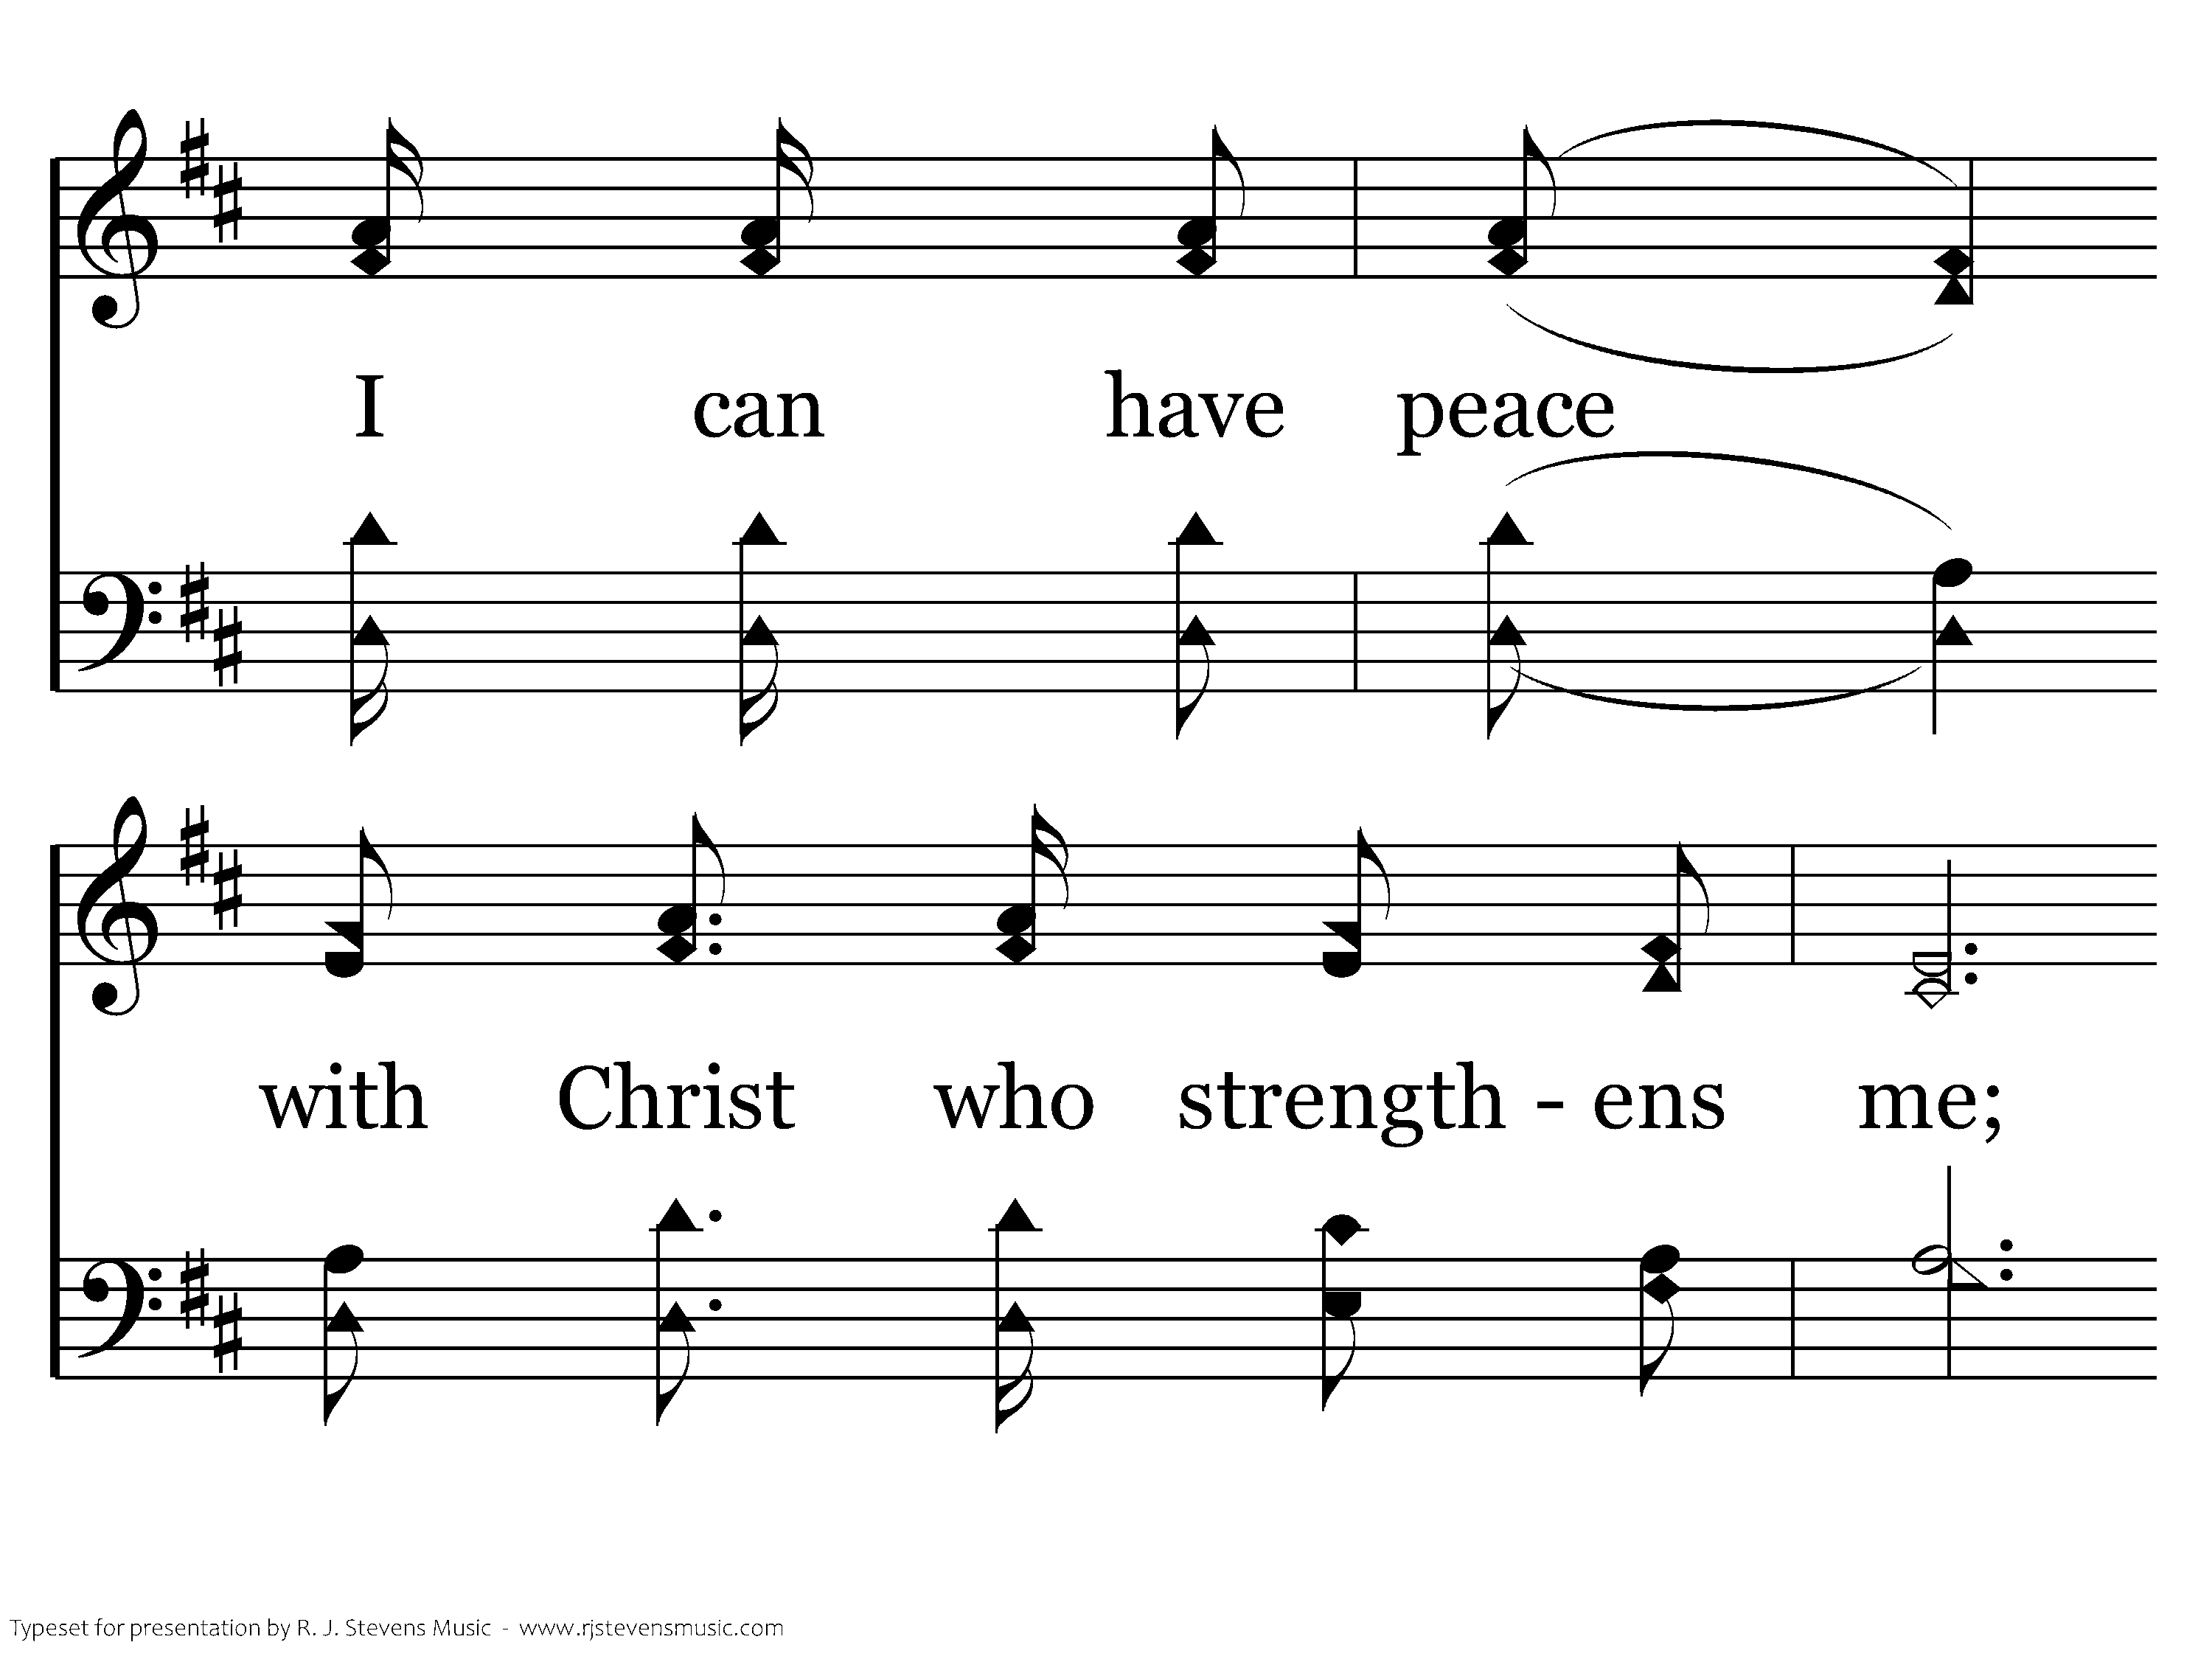 I can have peace
with Christ who strength - ens me;
Typeset for presentation by R. J. Stevens Music - www.rjstevensmusic.com